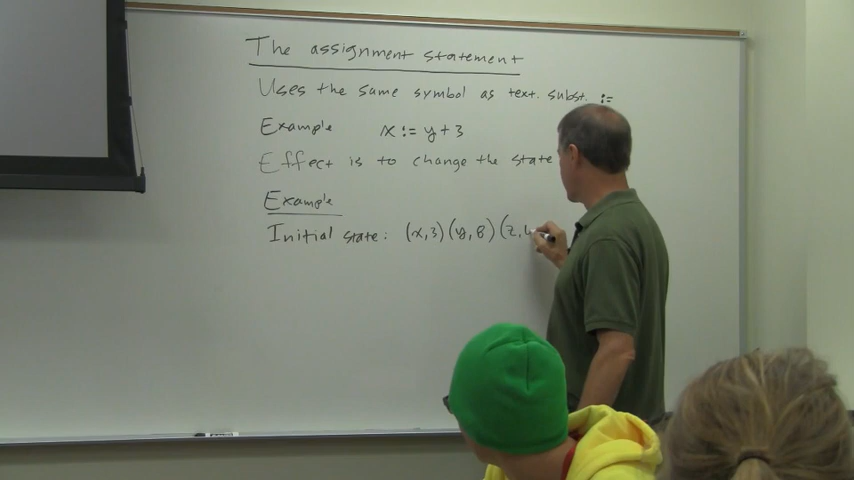 The assignment statement
Uses the same symbol as text. subst. :=
Example x := y + 3
Effect is to change the state
Example
Initial state: (x,3) (y,8) (z,